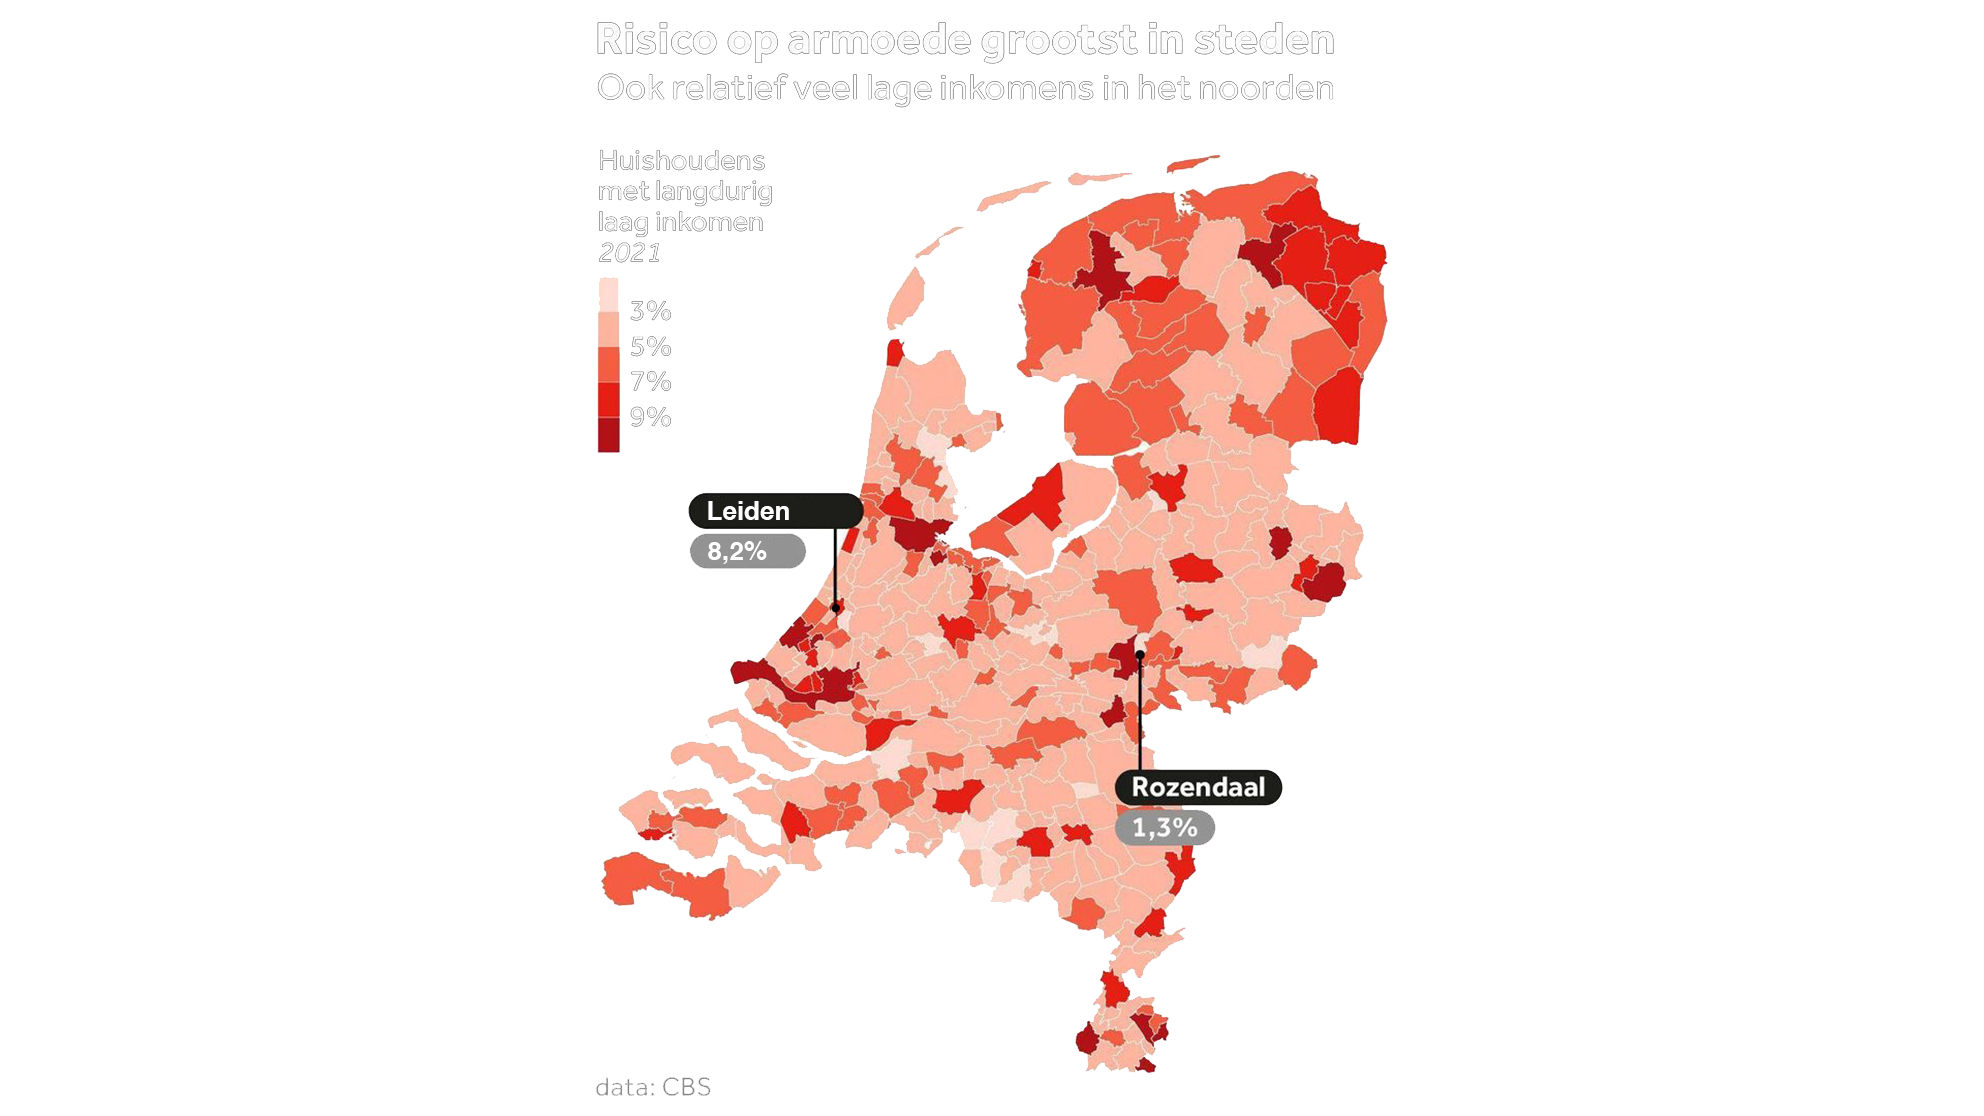 Risico op armoede grootst in steden
Ook relatief veel lage inkomens in het noorden
Huishoudens
met langdurig
laag inkomen
2021
3%
5%
7%
9%
Leiden
8,2%
Rozendaal
1,3%
data: CBS